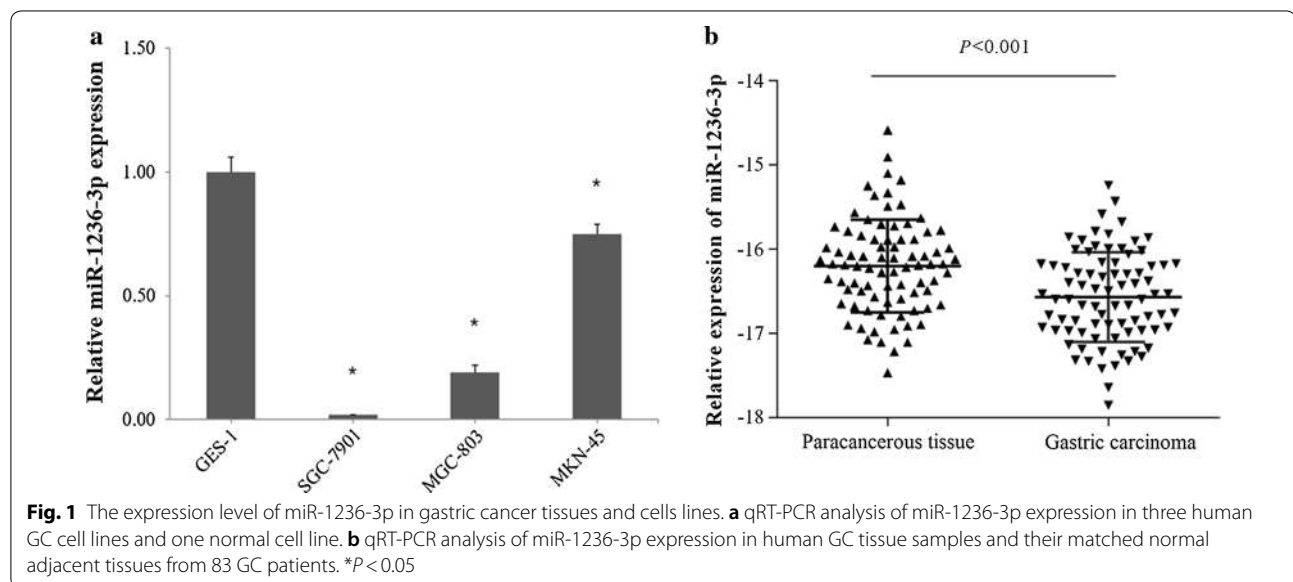 a
Relative miR-1236-3p expression
1.50
1.00
0.50
0.00
*
*
*
GES-1
SGC-7901
MGC-803
MKN-45
b
P<0.001
Relative expression of miR-1236-3p
-14
-15
-16
-17
-18
Paracancerous tissue
Gastric carcinoma
Fig. 1 The expression level of miR-1236-3p in gastric cancer tissues and cells lines. a qRT-PCR analysis of miR-1236-3p expression in three human
GC cell lines and one normal cell line. b qRT-PCR analysis of miR-1236-3p expression in human GC tissue samples and their matched normal
adjacent tissues from 83 GC patients. *P < 0.05